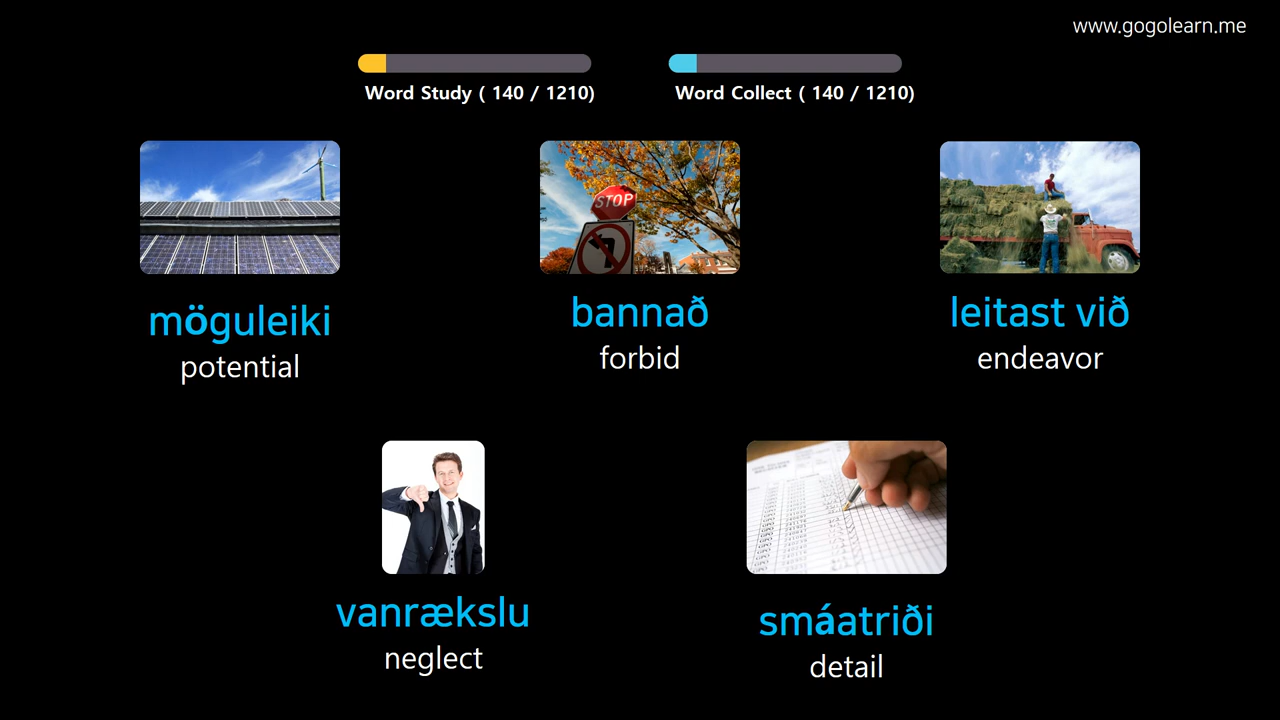 www.gogolearn.me
Word Study ( 140 / 1210)
Word Collect ( 140 / 1210)
STOP
möguleiki
potential
bannað
forbid
leitast við
endeavor
vanrækslu
neglect
smáatriði
detail